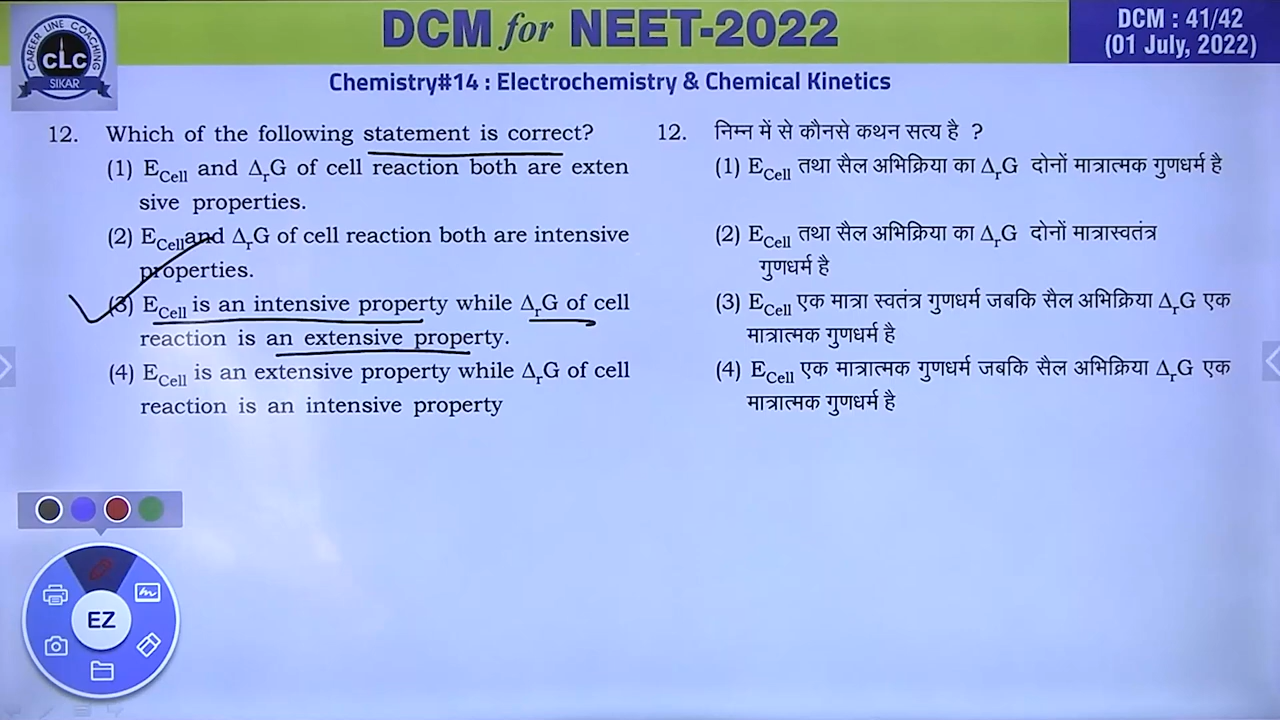 CAREER LINE COACHING
CLC
SIKAR
DCM for NEET-2022
DCM : 41/42
(01 July, 2022)
Chemistry#14 : Electrochemistry & Chemical Kinetics
12. Which of the following statement is correct?
(1) ECell and ΔrG of cell reaction both are exten
sive properties.
(2) ECelland ΔrG of cell reaction both are intensive
properties.
(3) ECell is an intensive property while ΔrG of cell
reaction is an extensive property.
(4) ECell is an extensive property while ΔrG of cell
reaction is an intensive property
12. निम्न में से कौनसे कथन सत्य है ?
(1) ECell तथा सैल अभिक्रिया का ΔrG दोनों मात्रात्मक गुणधर्म है
(2) ECell तथा सैल अभिक्रिया का ΔrG दोनों मात्रास्वतंत्र
गुणधर्म है
(3) ECell एक मात्रा स्वतंत्र गुणधर्म जबकि सैल अभिक्रिया ΔrG एक
मात्रात्मक गुणधर्म है
(4) ECell एक मात्रात्मक गुणधर्म जबकि सैल अभिक्रिया ΔrG एक
मात्रात्मक गुणधर्म है
EZ